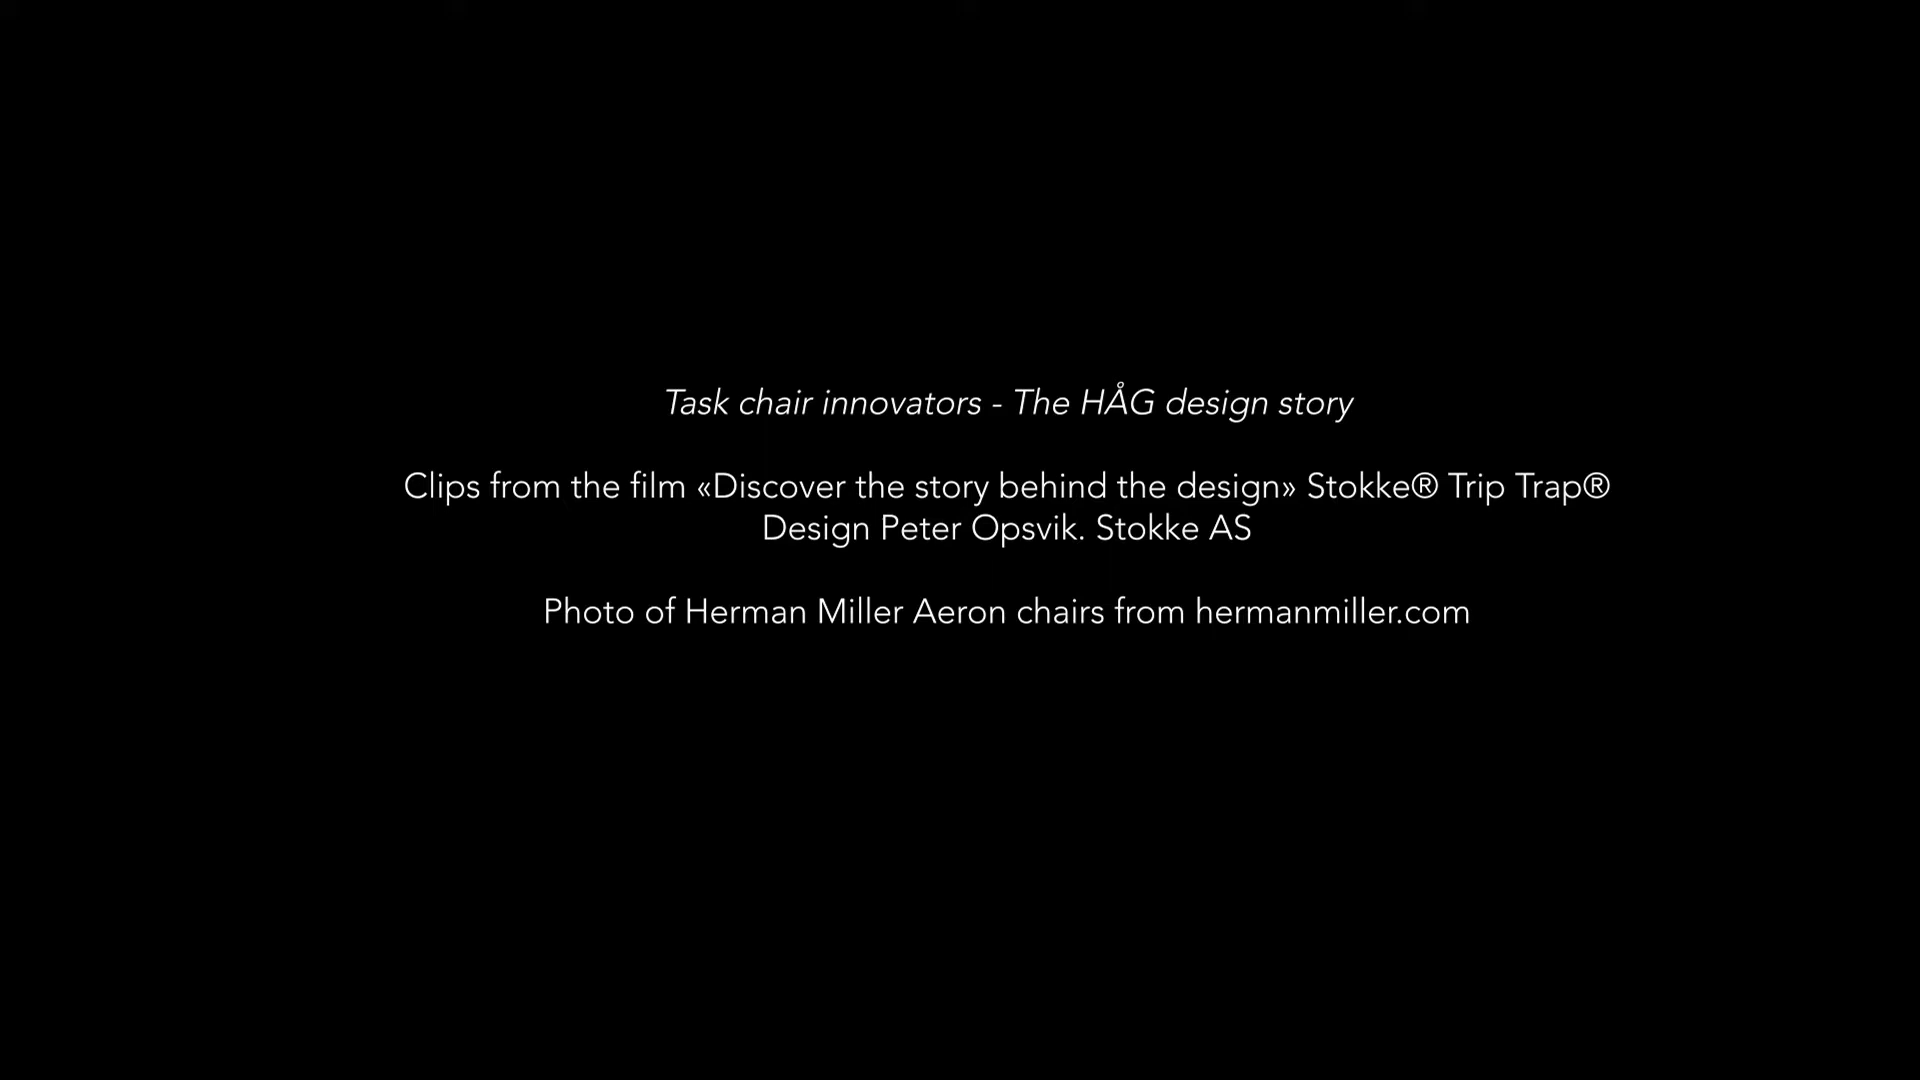 Task chair innovators - The HÅG design story
Clips from the film «Discover the story behind the design» Stokke® Trip Trap®
Design Peter Opsvik. Stokke AS
Photo of Herman Miller Aeron chairs from hermanmiller.com